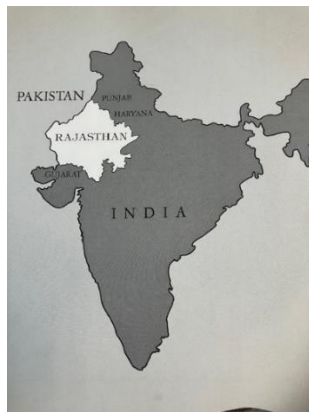 PAKISTAN
PUNJAB
HARYANA
RAJASTHAN
GUJARAT
INDIA